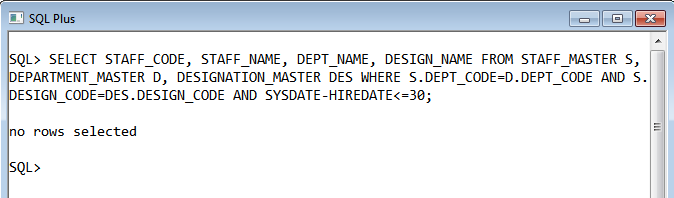 SQL Plus
SQL> SELECT STAFF_CODE, STAFF_NAME, DEPT_NAME, DESIGN_NAME FROM STAFF_MASTER S,
DEPARTMENT_MASTER D, DESIGNATION_MASTER DES WHERE S.DEPT_CODE=D.DEPT_CODE AND S.
DESIGN_CODE=DES.DESIGN_CODE AND SYSDATE-HIREDATE<=30;
no rows selected
SQL>